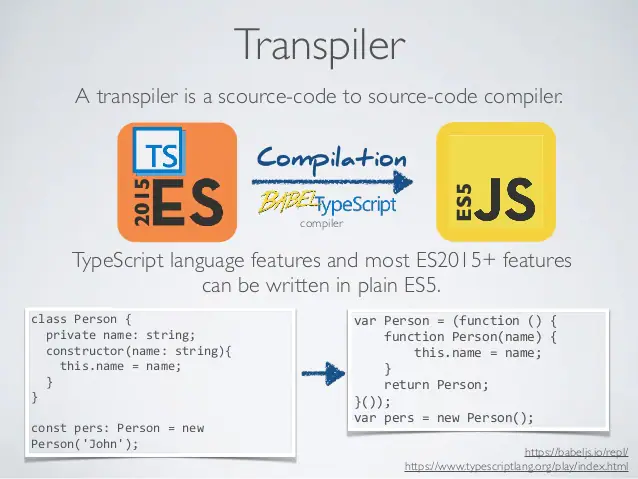 Transpiler
A transpiler is a scource-code to source-code compiler.
TS
2015
ES
Compilation
BABEL
TypeScript
compiler
ES5
JS
TypeScript language features and most ES2015+ features
can be written in plain ES5.
class Person {
  private name: string;
  constructor(name: string){
    this.name = name;
  }
}

const pers: Person = new
Person('John');
var Person = (function () {
    function Person(name) {
        this.name = name;
    }
    return Person;
}());
var pers = new Person();
https://babeljs.io/repl/
https://www.typescriptlang.org/play/index.html